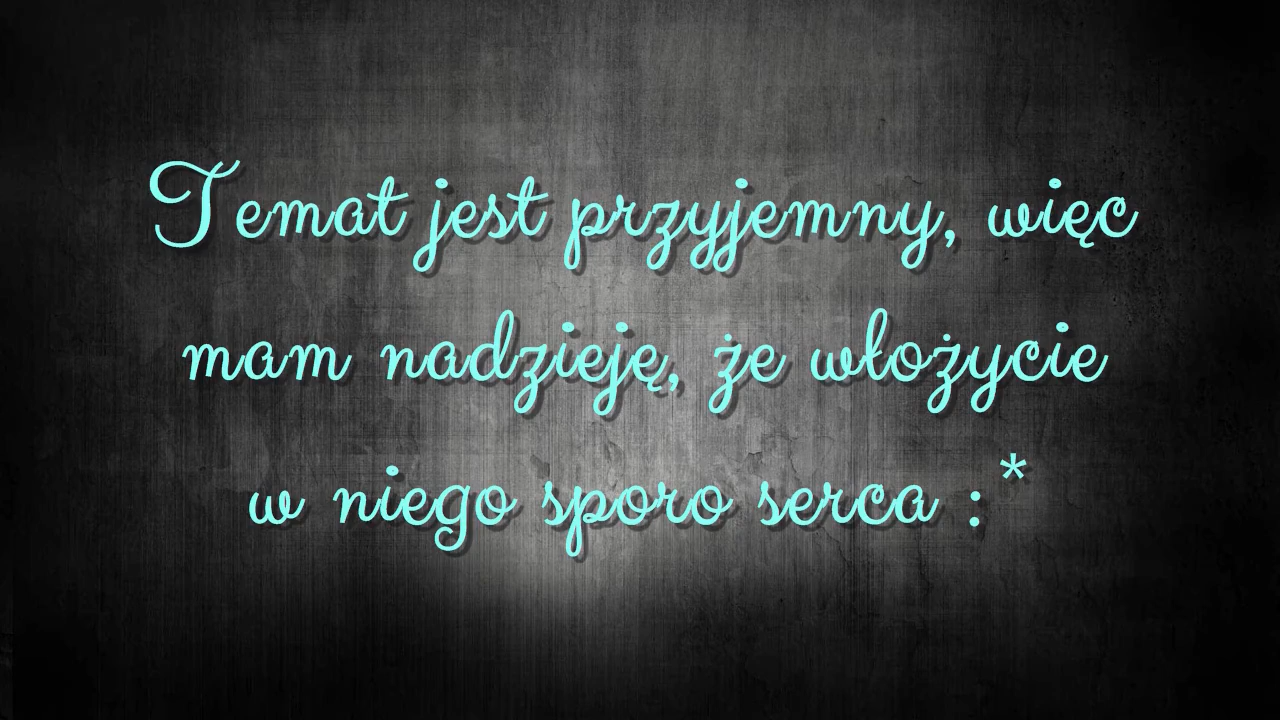 Temat jest przyjemny, więc
mam nadzieję, że włożycie
w niego sporo serca :*